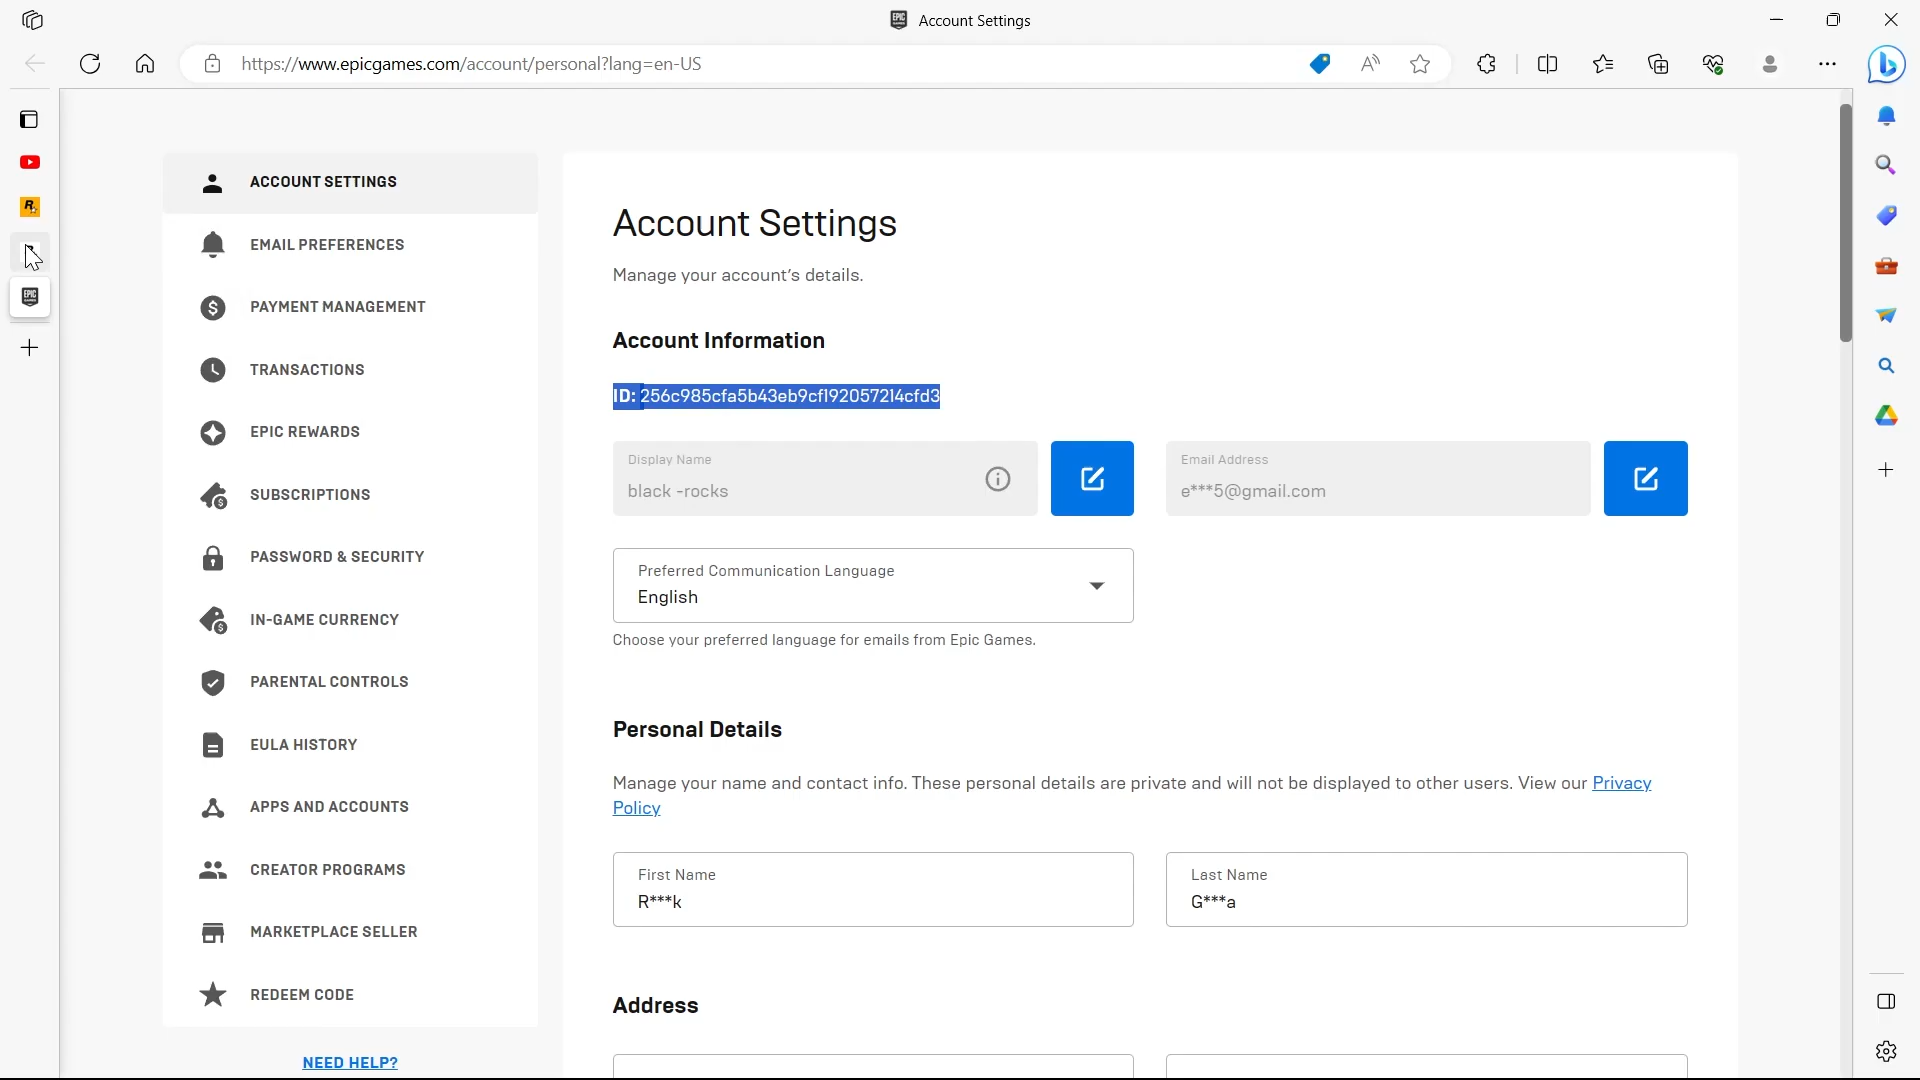 Account Settings
https://www.epicgames.com/account/personal?lang=en-US
ACCOUNT SETTINGS
EMAIL PREFERENCES
PAYMENT MANAGEMENT
TRANSACTIONS
EPIC REWARDS
SUBSCRIPTIONS
PASSWORD & SECURITY
IN-GAME CURRENCY
PARENTAL CONTROLS
EULA HISTORY
APPS AND ACCOUNTS
CREATOR PROGRAMS
MARKETPLACE SELLER
REDEEM CODE
NEED HELP?
Account Settings
Manage your account's details.
Account Information
ID: 256c985cfa5b43eb9cf192057214cfd3
Display Name
black -rocks
Email Address
e***5@gmail.com
Preferred Communication Language
English
Choose your preferred language for emails from Epic Games.
Personal Details
Manage your name and contact info. These personal details are private and will not be displayed to other users. View our Privacy
Policy
First Name
R***k
Last Name
G***a
Address